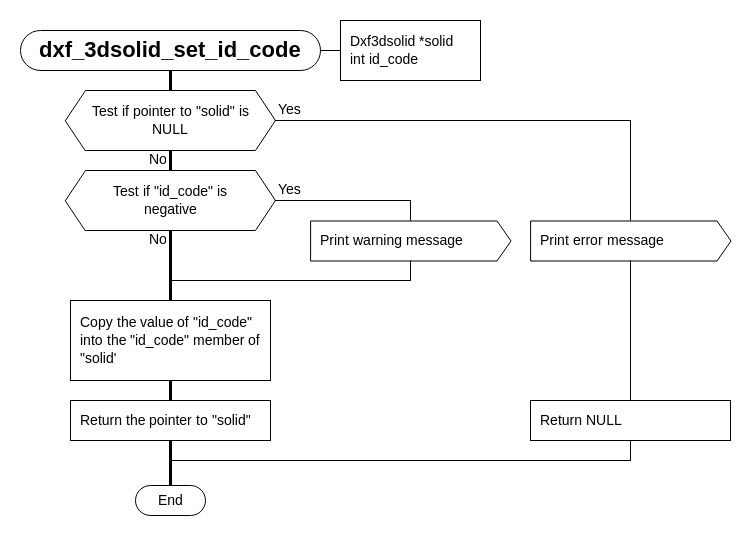 dxf_3dsolid_set_id_code
Dxf3dsolid *solid
int id_code
Test if pointer to "solid" is
NULL
Yes
No
Test if "id_code" is
negative
Yes
No
Print warning message
Print error message
Copy the value of "id_code"
into the "id_code" member of
"solid'
Return the pointer to "solid"
Return NULL
End